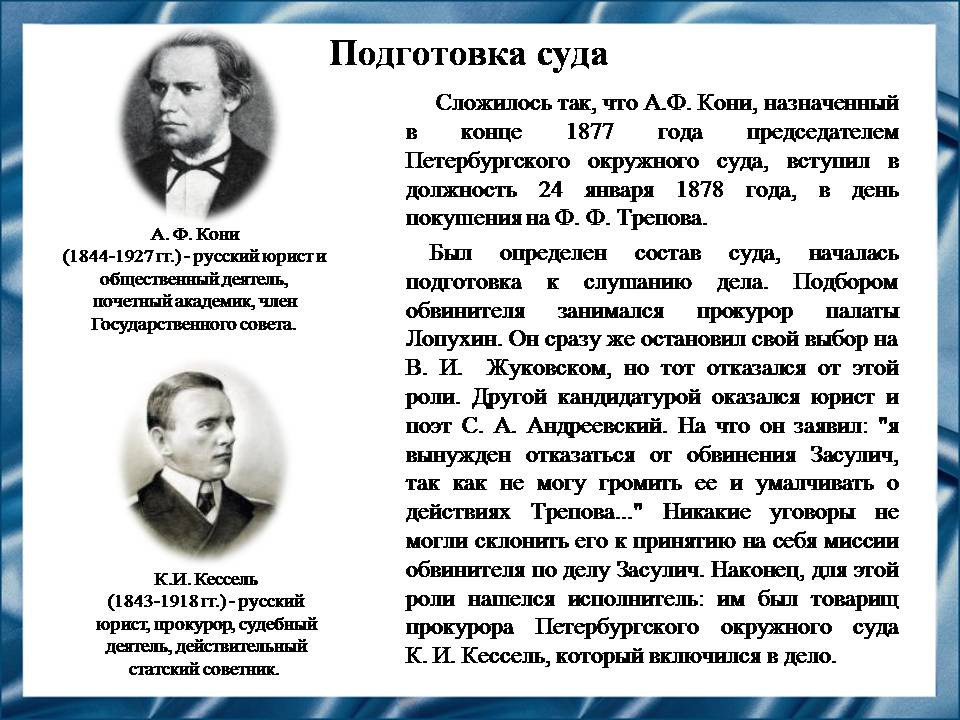 Подготовка суда
А. Ф. Кони
(1844-1927 гг.) - русский юрист и
общественный деятель,
почетный академик, член
Государственного совета.
К.И. Кессель
(1843-1918 гг.) - русский
юрист, прокурор, судебный
деятель, действительный
статский советник.
Сложилось так, что А.Ф. Кони, назначенный
в конце 1877 года председателем
Петербургского окружного суда, вступил в
должность 24 января 1878 года, в день
покушения на Ф. Ф. Трепова.
Был определен состав суда, началась
подготовка к слушанию дела. Подбором
обвинителя занимался прокурор палаты
Лопухин. Он сразу же остановил свой выбор на
В. И. Жуковском, но тот отказался от этой
роли. Другой кандидатурой оказался юрист и
поэт С. А. Андреевский. На что он заявил: "я
вынужден отказаться от обвинения Засулич,
так как не могу громить ее и умалчивать о
действиях Трепова..." Никакие уговоры не
могли склонить его к принятию на себя миссии
обвинителя по делу Засулич. Наконец, для этой
роли нашелся исполнитель: им был товарищ
прокурора Петербургского окружного суда
К. И. Кессель, который включился в дело.